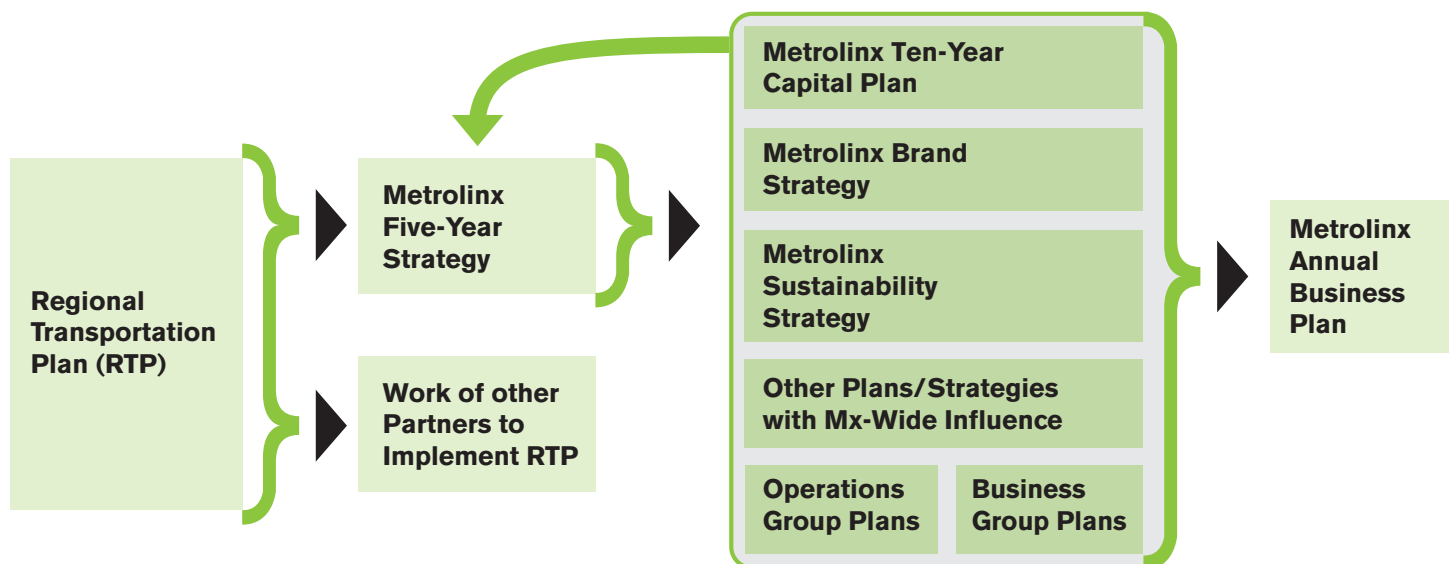 Regional
Transportation
Plan (RTP)
Metrolinx
Five-Year
Strategy
Work of other
Partners to
Implement RTP
Metrolinx Ten-Year
Capital Plan
Metrolinx Brand
Strategy
Metrolinx
Sustainability
Strategy
Other Plans/Strategies
with Mx-Wide Influence
Operations
Group Plans
Business
Group Plans
Metrolinx
Annual
Business
Plan